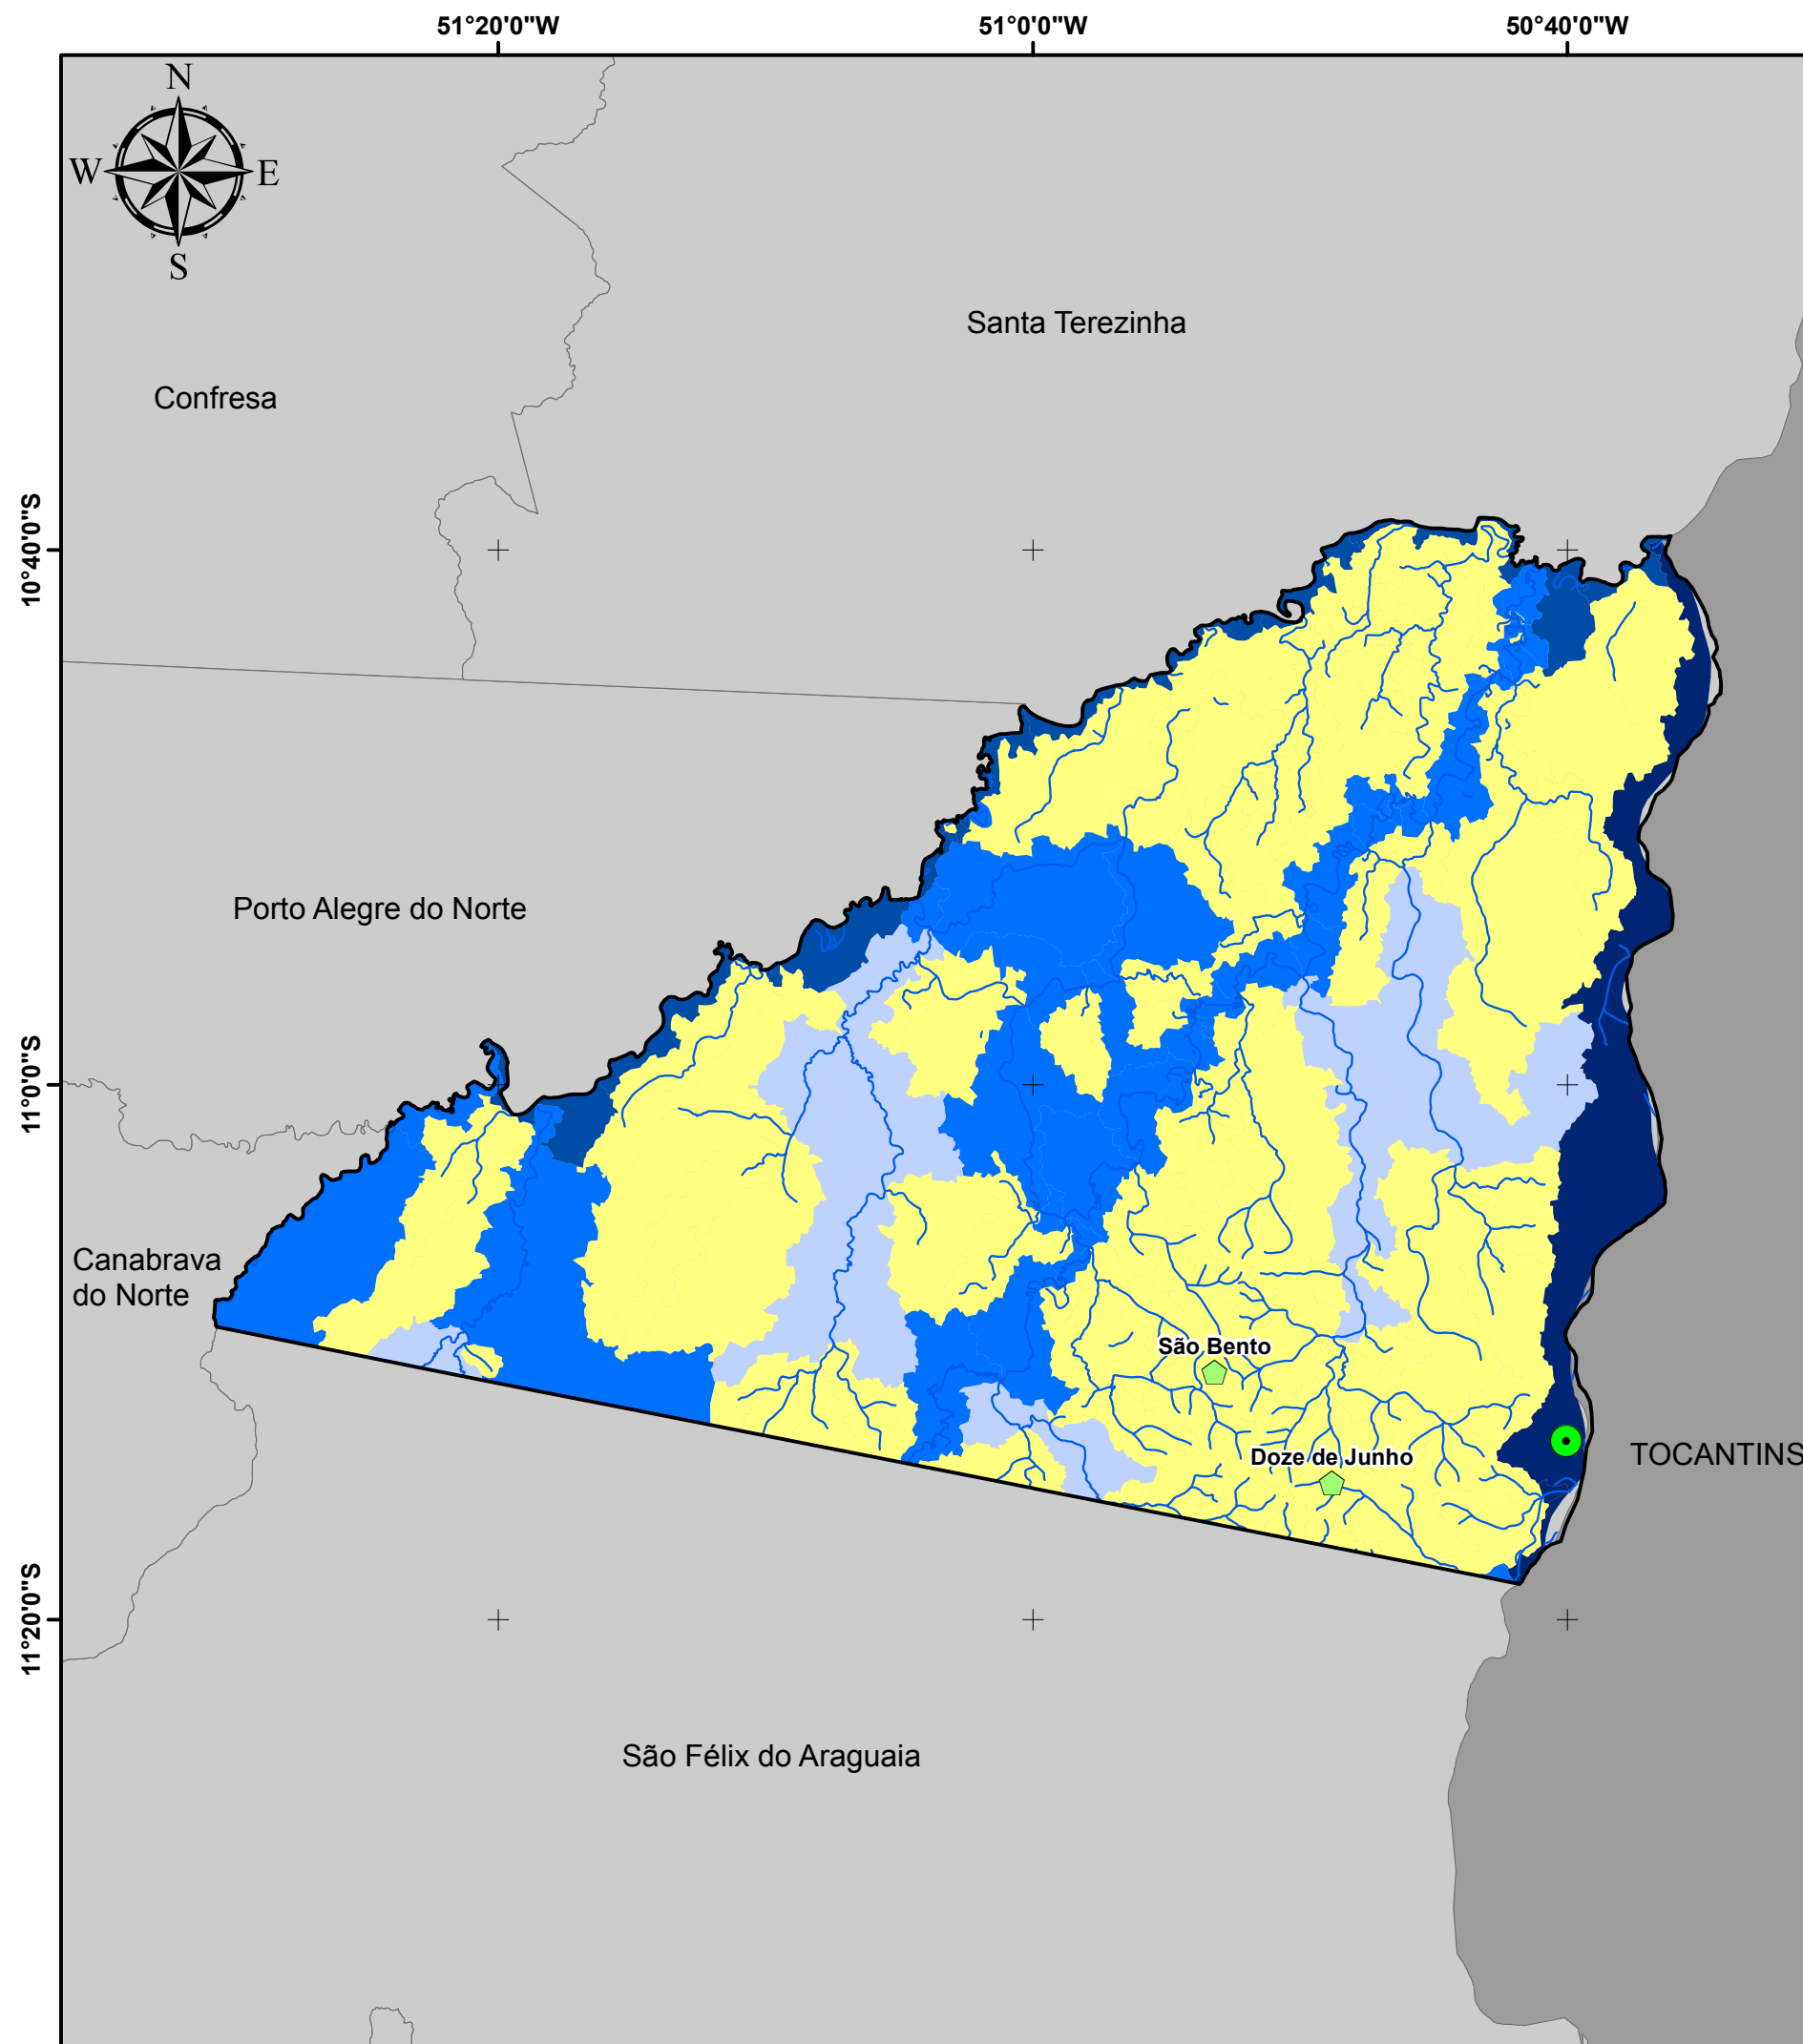 51°20'0"W
51°0'0"W
50°40'0"W
N
W
E
S
Santa Terezinha
Confresa
10°40'0"S
Porto Alegre do Norte
11°0'0"S
Canabrava
do Norte
São Bento
Doze de Junho
TOCANTINS
11°20'0"S
São Félix do Araguaia